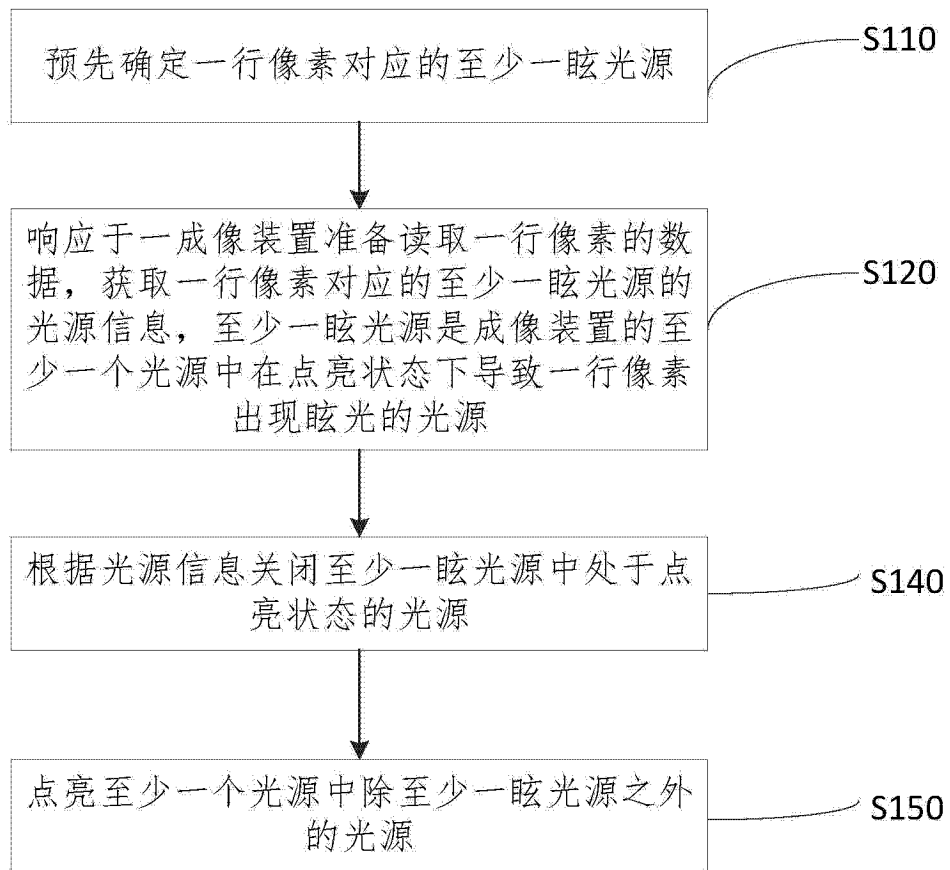 预先确定一行像素对应的至少一眩光源
S110
响应于一成像装置准备读取一行像素的数
据，获取一行像素对应的至少一眩光源的
光源信息，至少一眩光源是成像装置的至
少一个光源中在点亮状态下导致一行像素
出现眩光的光源
S120
根据光源信息关闭至少一眩光源中处于点
亮状态的光源
S140
点亮至少一个光源中除至少一眩光源之外
的光源
S150